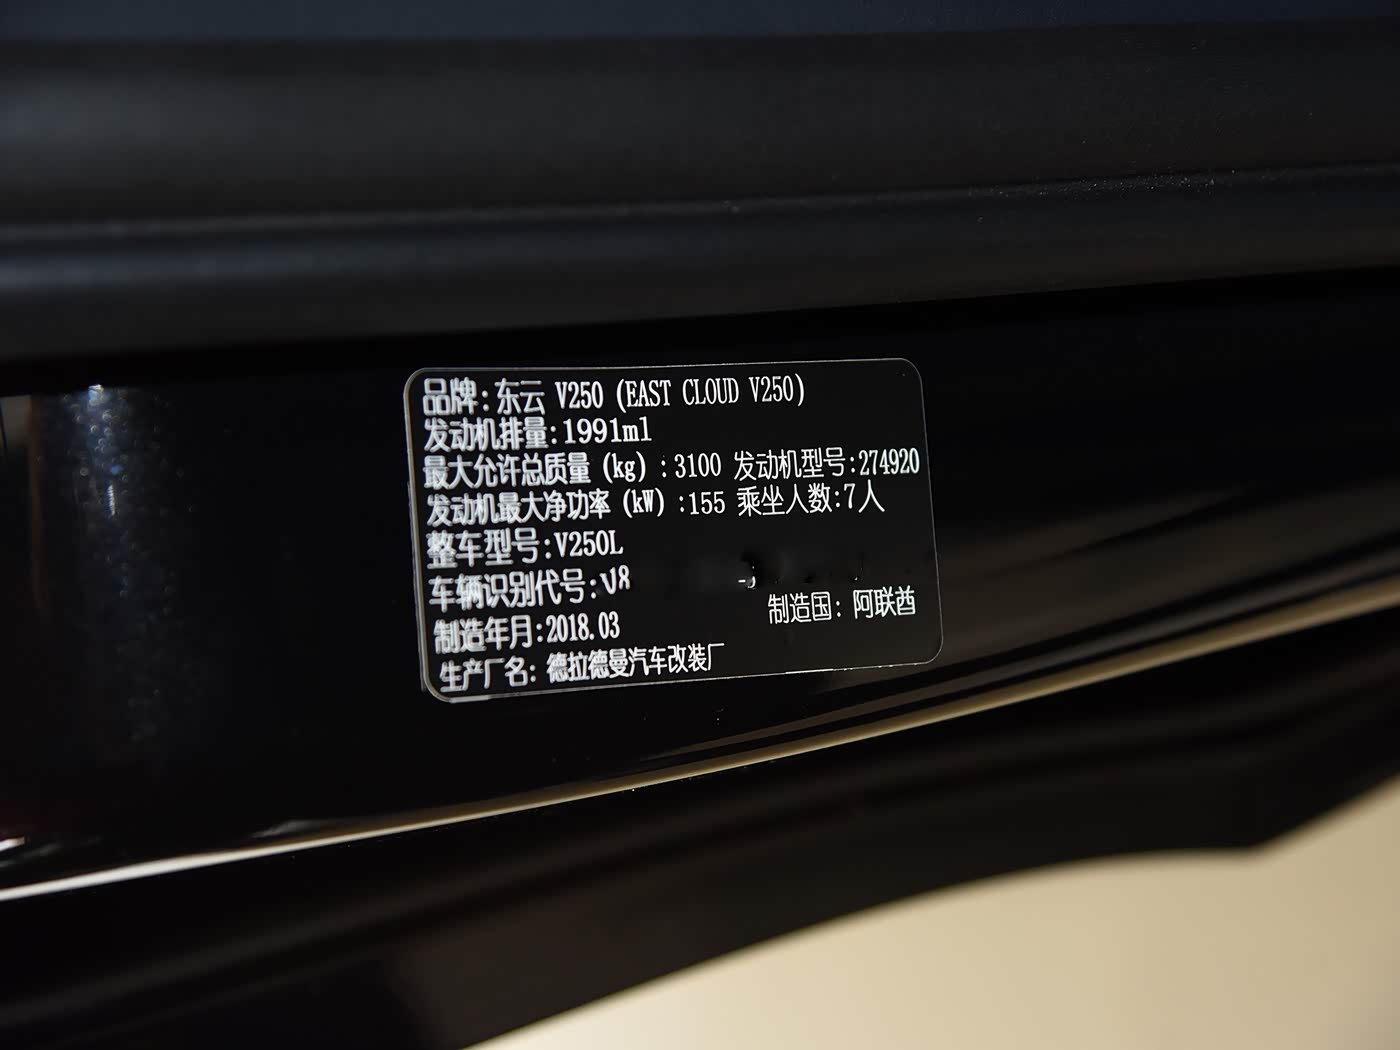 品牌:东云 V250 (EAST CLOUD V250)
发动机排量:1991ml
最大允许总质量 (kg) :3100 发动机型号:274920
发动机最大净功率 (kW) :155 乘坐人数:7人
整车型号:V250L
车辆识别代号:
制造年月:2018.03 制造国: 阿联酋
生产厂名: 德拉德曼汽车改装厂